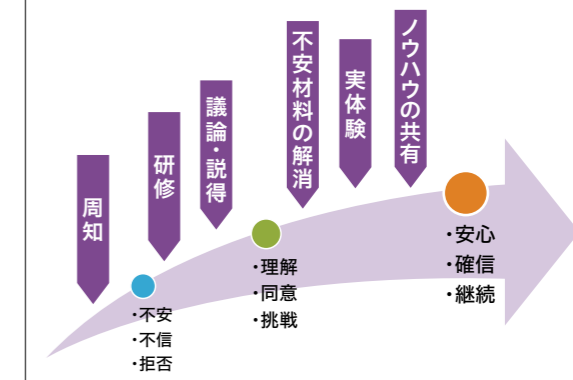 周知
研修
議論・説得
不安材料の解消
実体験
ノウハウの共有
・不安
・不信
・拒否
・理解
・同意
・挑戦
・安心
・確信
・継続